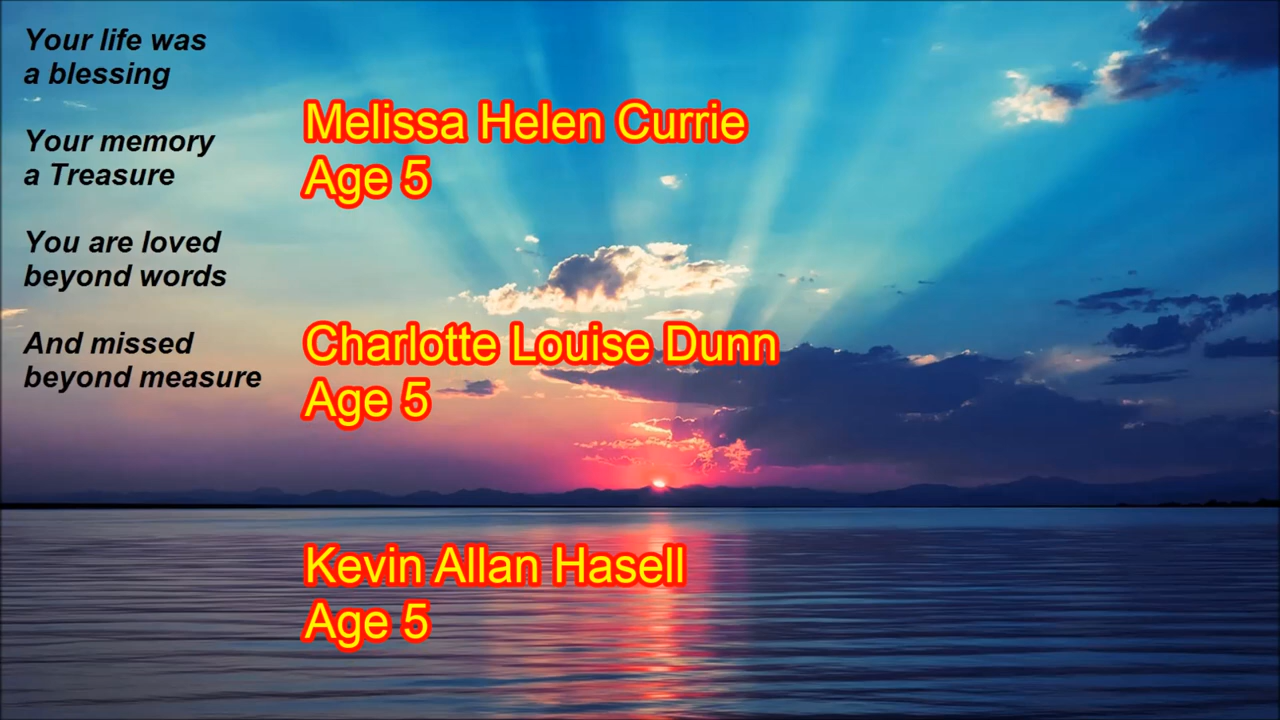 Your life was
a blessing
Your memory
a Treasure
You are loved
beyond words
And missed
beyond measure
Melissa Helen Currie
Age 5
Charlotte Louise Dunn
Age 5
Kevin Allan Hasell
Age 5